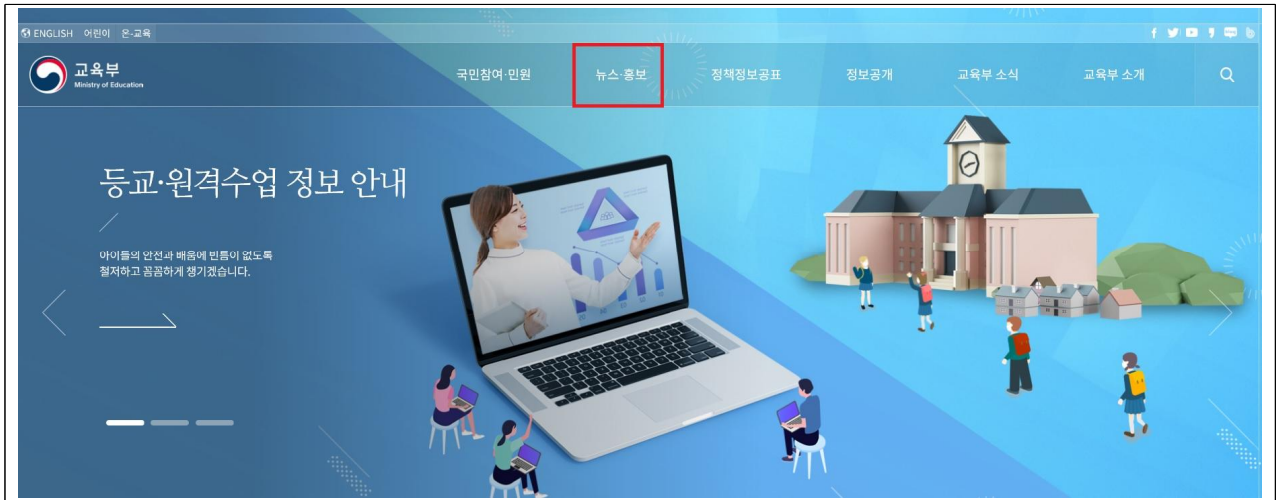 ENGLISH 어린이 온-교육
교육부
Ministry of Education
국민참여·민원 뉴스·홍보 정책정보공표 정보공개 교육부 소식 교육부 소개
등교·원격수업 정보 안내
아이들의 안전과 배움에 빈틈이 없도록
철저하고 꼼꼼하게 챙기겠습니다.